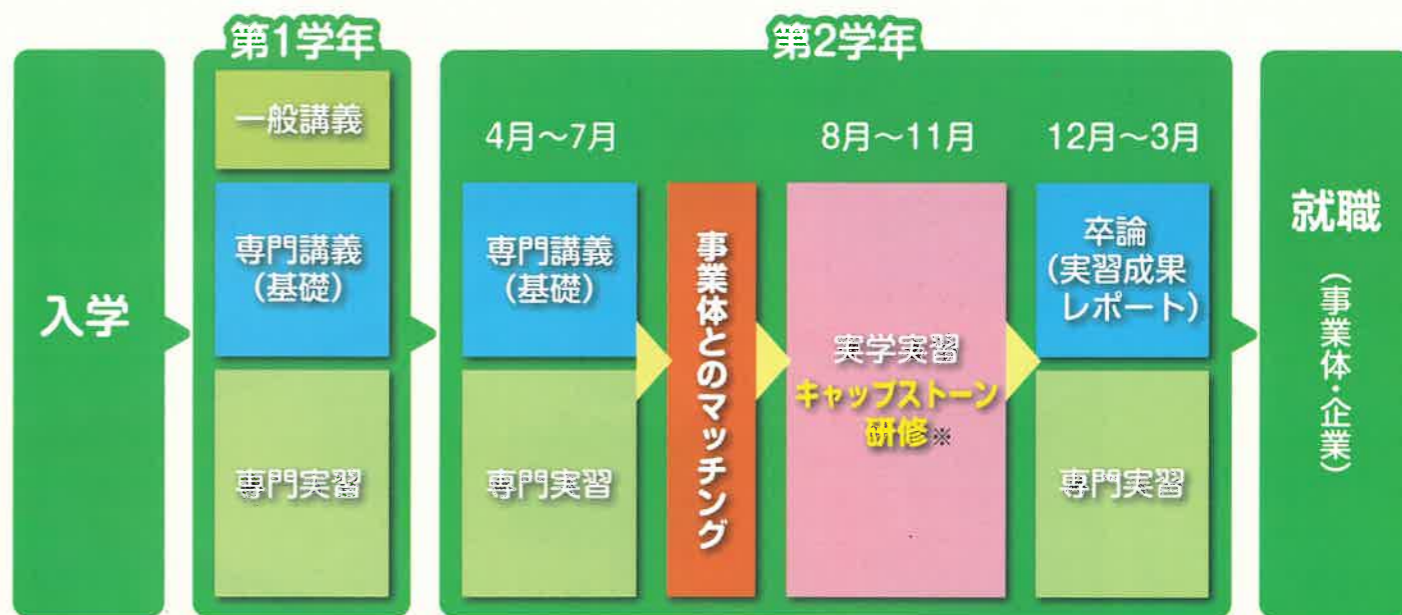 入学
第1学年
一般講義
専門講義
(基礎)
専門実習
第2学年
4月~7月
専門講義
(基礎)
専門実習
事業体とのマッチング
8月~11月
実学実習
キャップストーン
研修※
12月~3月
卒論
(実習成果
レポート)
専門実習
就職
(事業体・企業)